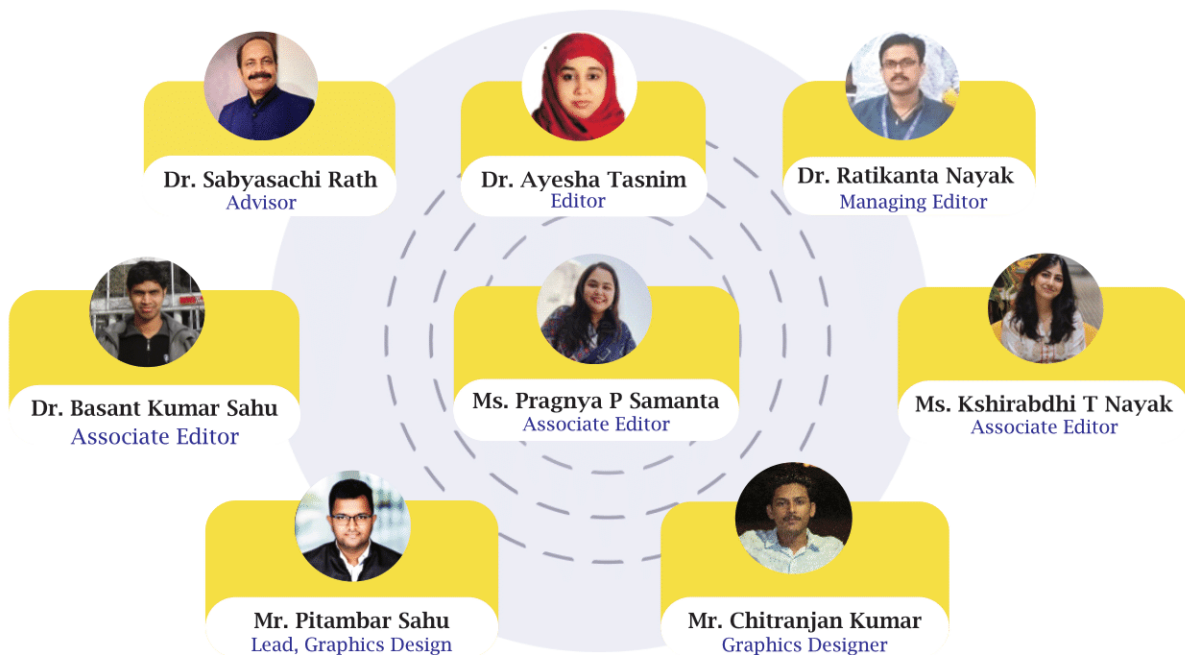 Dr. Sabyasachi Rath
Advisor
Dr. Ayesha Tasnim
Editor
Dr. Ratikanta Nayak
Managing Editor
Dr. Basant Kumar Sahu
Associate Editor
Ms. Pragnya P Samanta
Associate Editor
Ms. Kshirabdhi T Nayak
Associate Editor
Mr. Pitambar Sahu
Lead, Graphics Design
Mr. Chitranjan Kumar
Graphics Designer